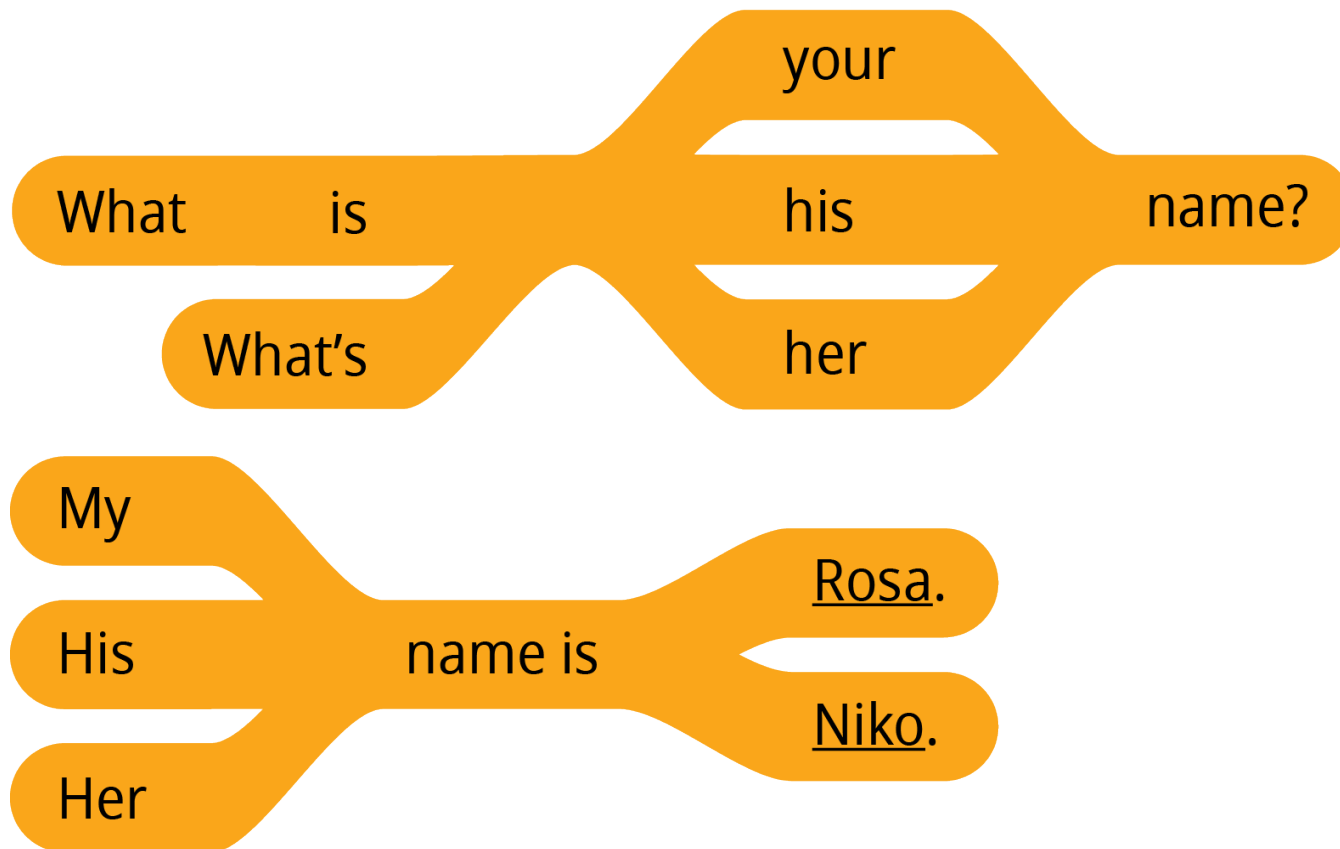 your
What is his name?
What’s her
My
Rosa.
His name is
Niko.
Her